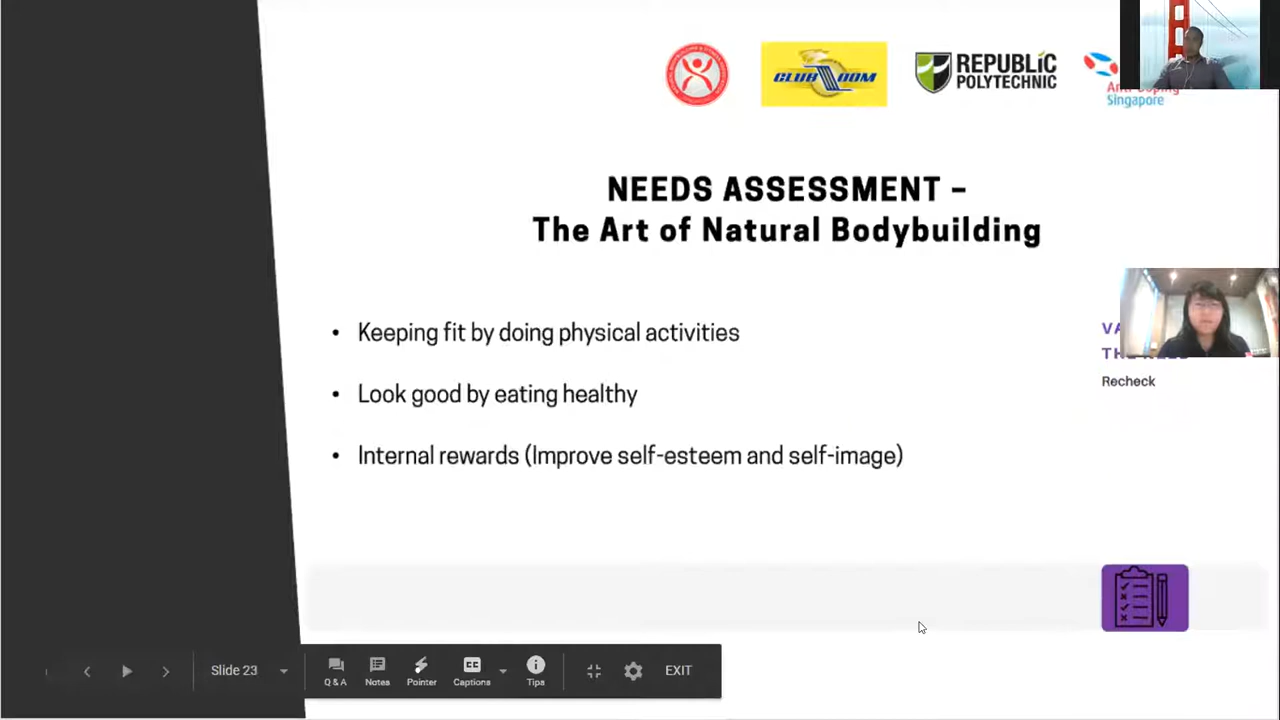 CLUB DOM
REPUBLIC
POLYTECHNIC
Anti-Doping
Singapore
NEEDS ASSESSMENT –
The Art of Natural Bodybuilding
• Keeping fit by doing physical activities
• Look good by eating healthy
• Internal rewards (Improve self-esteem and self-image)
Recheck
Slide 23
Q & A
Notes
Pointer
Captions
Tips
EXIT